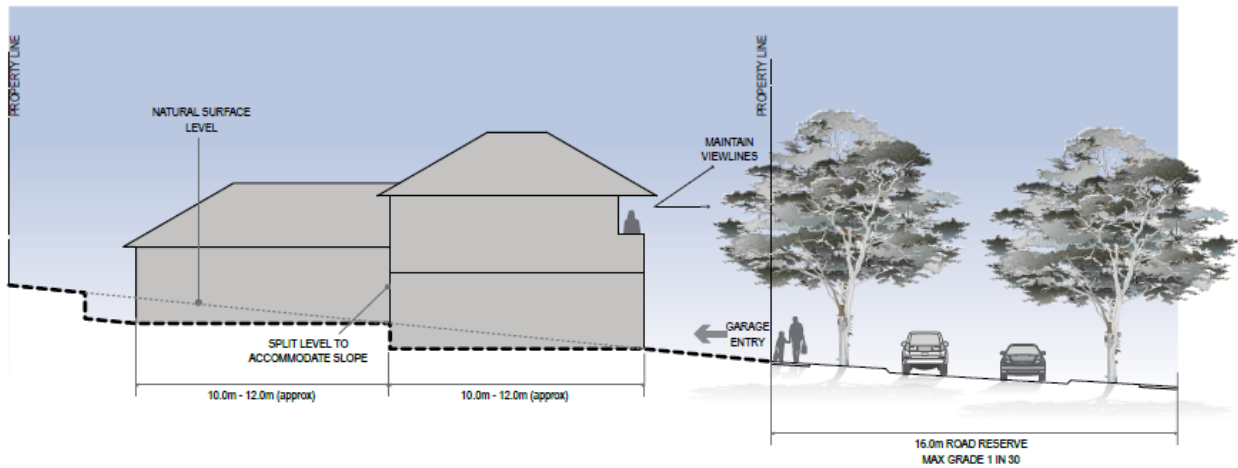 PROPERTY LINE
NATURAL SURFACE
LEVEL
MAINTAIN
VIEWLINES
PROPERTY LINE
SPLIT LEVEL TO
ACCOMMODATE SLOPE
GARAGE
ENTRY
10.0m - 12.0m (approx)
10.0m - 12.0m (approx)
16.0m ROAD RESERVE
MAX GRADE 1 IN 30